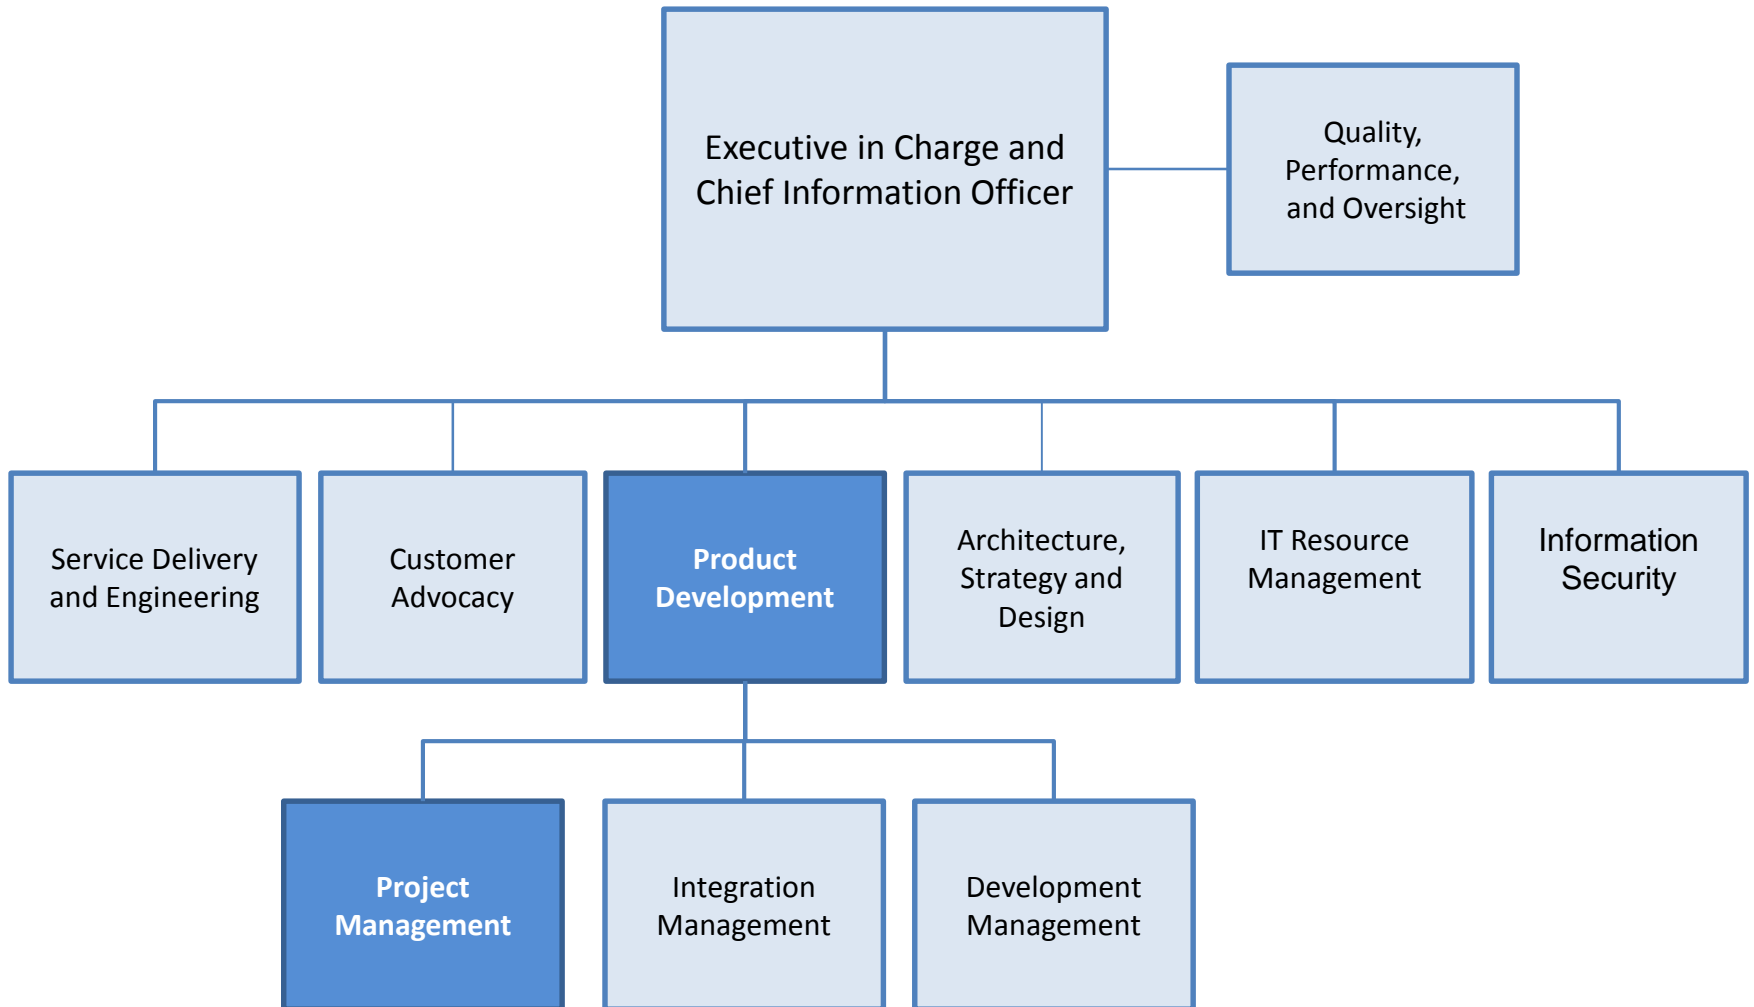 Executive in Charge and
Chief Information Officer
Quality,
Performance,
and Oversight
Service Delivery
and Engineering
Customer
Advocacy
Product
Development
Architecture,
Strategy and
Design
IT Resource
Management
Information
Security
Project
Management
Integration
Management
Development
Management